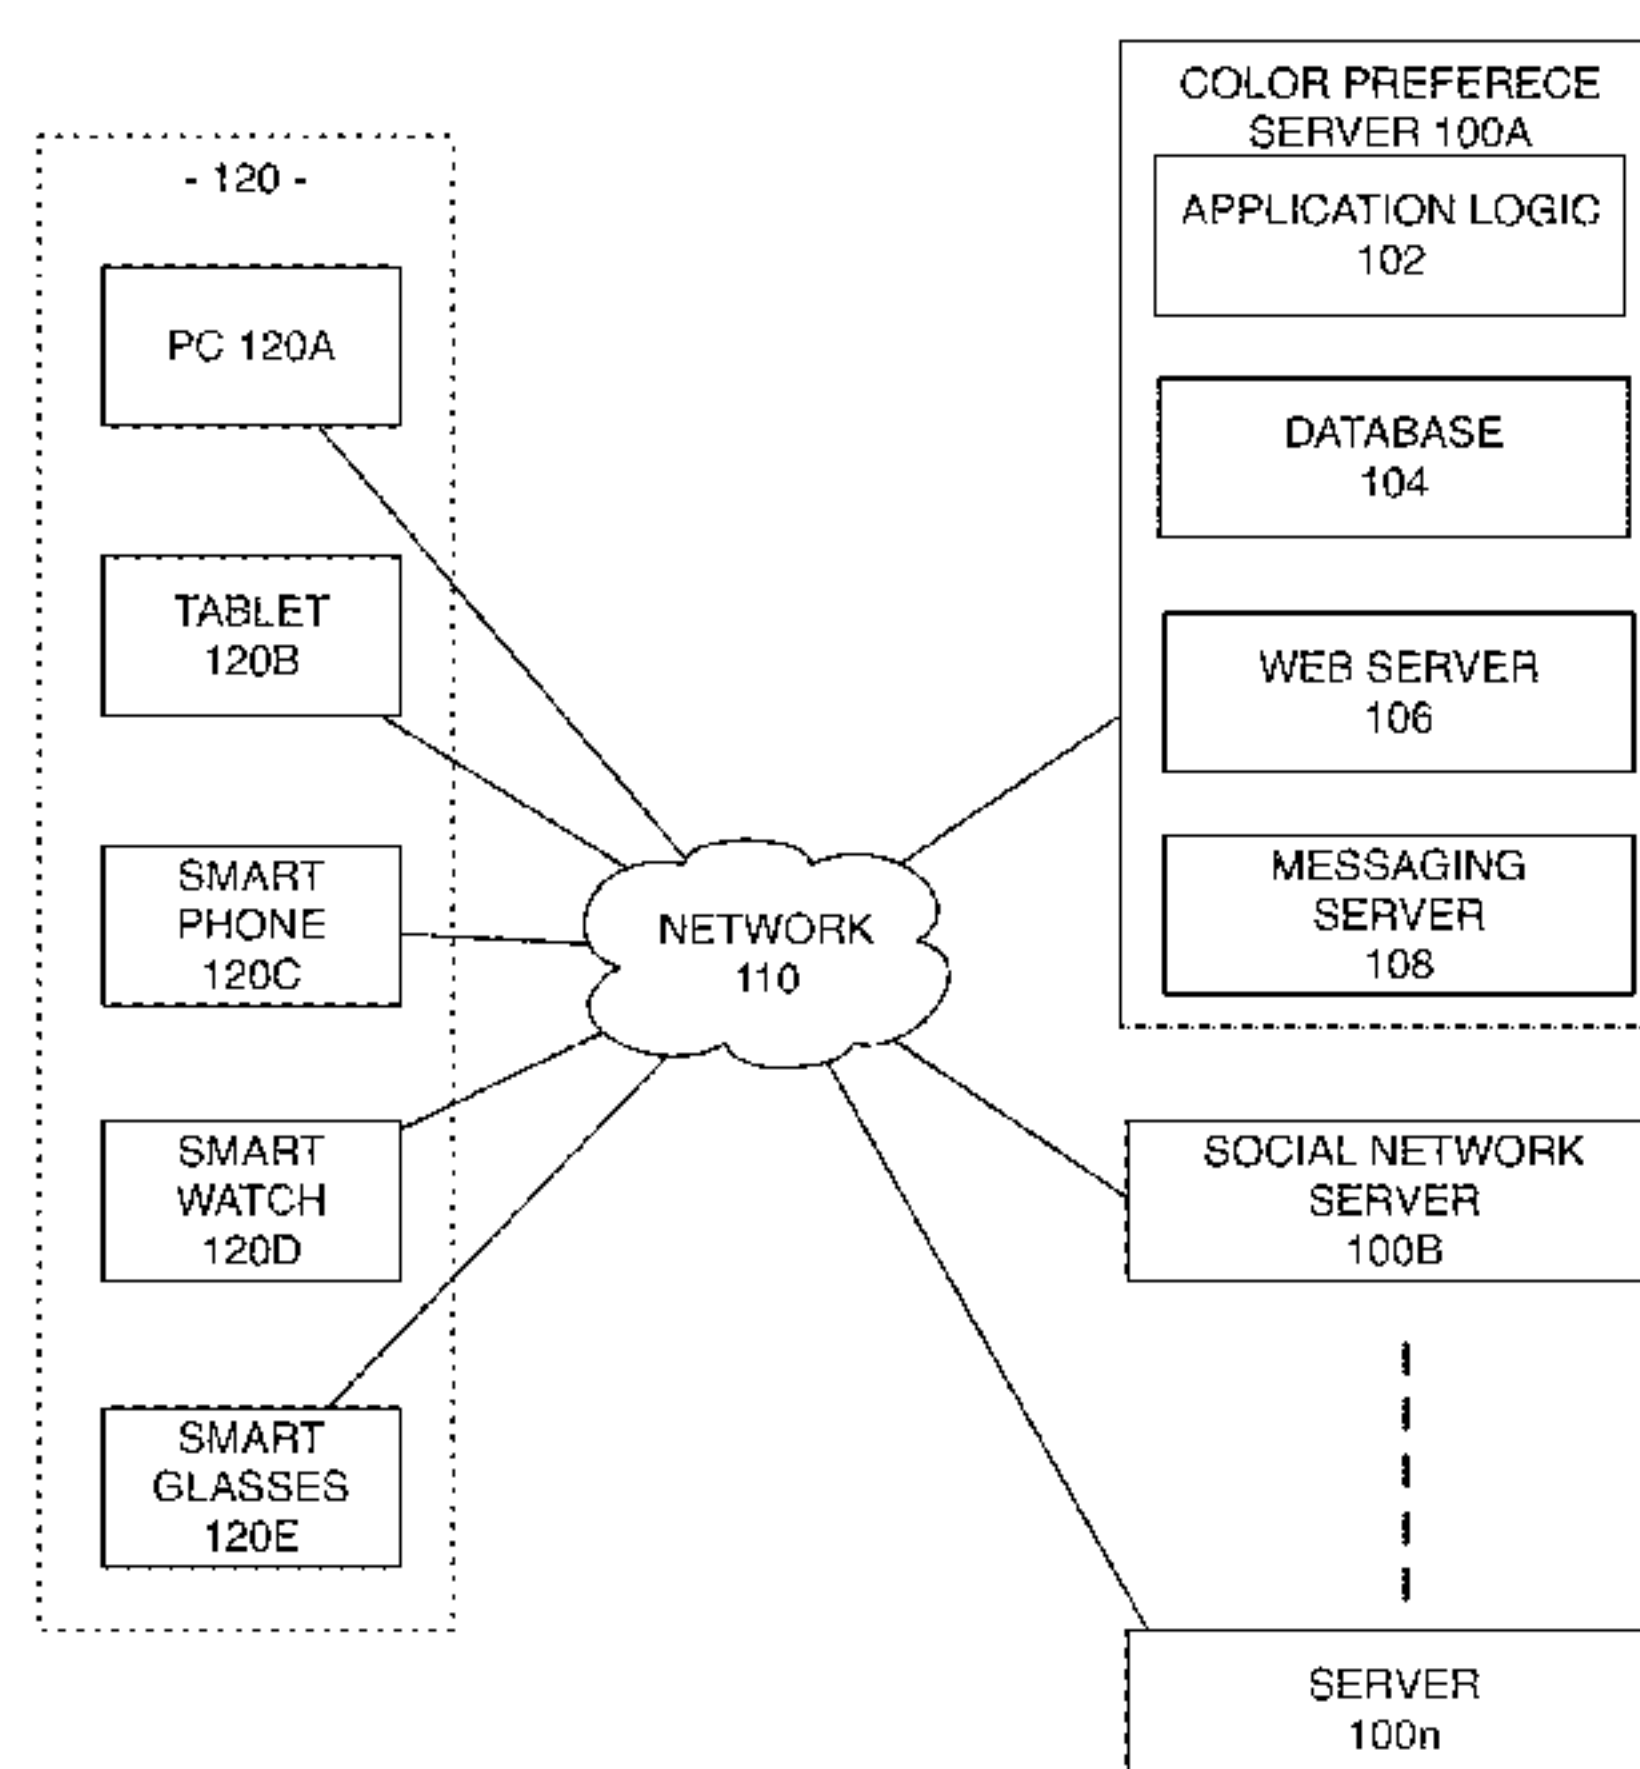 - 120 -
PC 120A
TABLET
120B
SMART
PHONE
120C
SMART
WATCH
120D
SMART
GLASSES
120E
NETWORK
110
COLOR PREFERECE
SERVER 100A
APPLICATION LOGIC
102
DATABASE
104
WEB SERVER
106
MESSAGING
SERVER
108
SOCIAL NETWORK
SERVER
100B
SERVER
100n